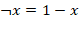 ¬x = 1 − x